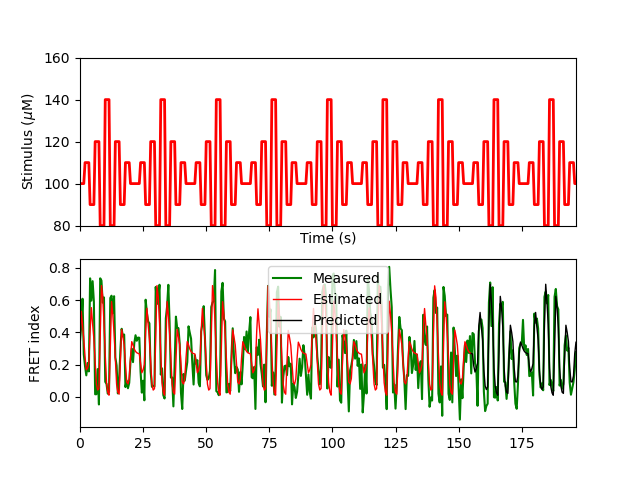 160
140
120
100
80
Stimulus (μM)
Time (s)
0.8
0.6
0.4
0.2
0.0
FRET index
Measured
Estimated
Predicted
0 25 50 75 100 125 150 175